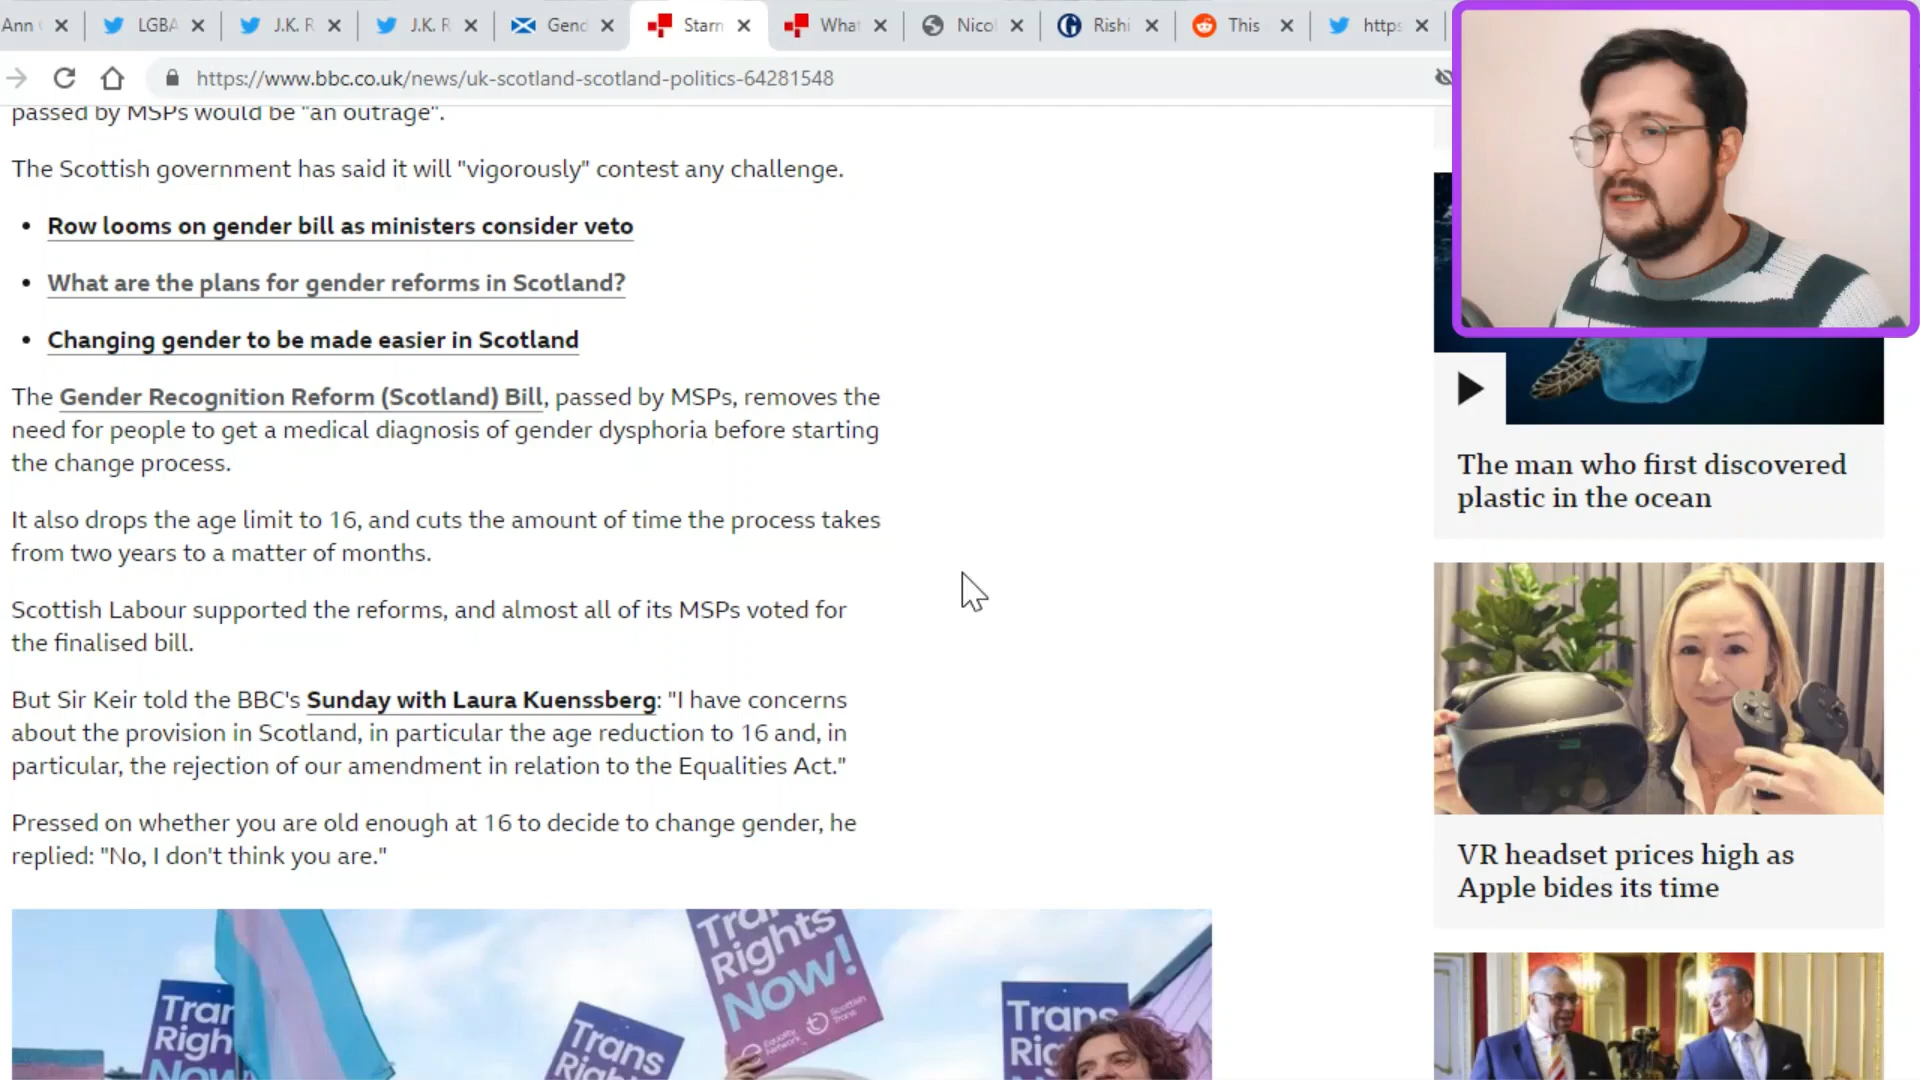 Ann
LGBA
J.K. R
J.K. R
Gend
Starm
What
Nicol
Rishi
This
https
https://www.bbc.co.uk/news/uk-scotland-scotland-politics-64281548
passed by MSPs would be "an outrage".
The Scottish government has said it will "vigorously" contest any challenge.
• Row looms on gender bill as ministers consider veto
• What are the plans for gender reforms in Scotland?
• Changing gender to be made easier in Scotland
The Gender Recognition Reform (Scotland) Bill, passed by MSPs, removes the
need for people to get a medical diagnosis of gender dysphoria before starting
the change process.
It also drops the age limit to 16, and cuts the amount of time the process takes
from two years to a matter of months.
Scottish Labour supported the reforms, and almost all of its MSPs voted for
the finalised bill.
But Sir Keir told the BBC's Sunday with Laura Kuenssberg: "I have concerns
about the provision in Scotland, in particular the age reduction to 16 and, in
particular, the rejection of our amendment in relation to the Equalities Act."
Pressed on whether you are old enough at 16 to decide to change gender, he
replied: "No, I don't think you are."
Tran
Righ
Now
Trans
Righ
Trans
Rights
Now!
Equality
Network
Scottish
Trans
Trans
Rig
The man who first discovered
plastic in the ocean
VR headset prices high as
Apple bides its time